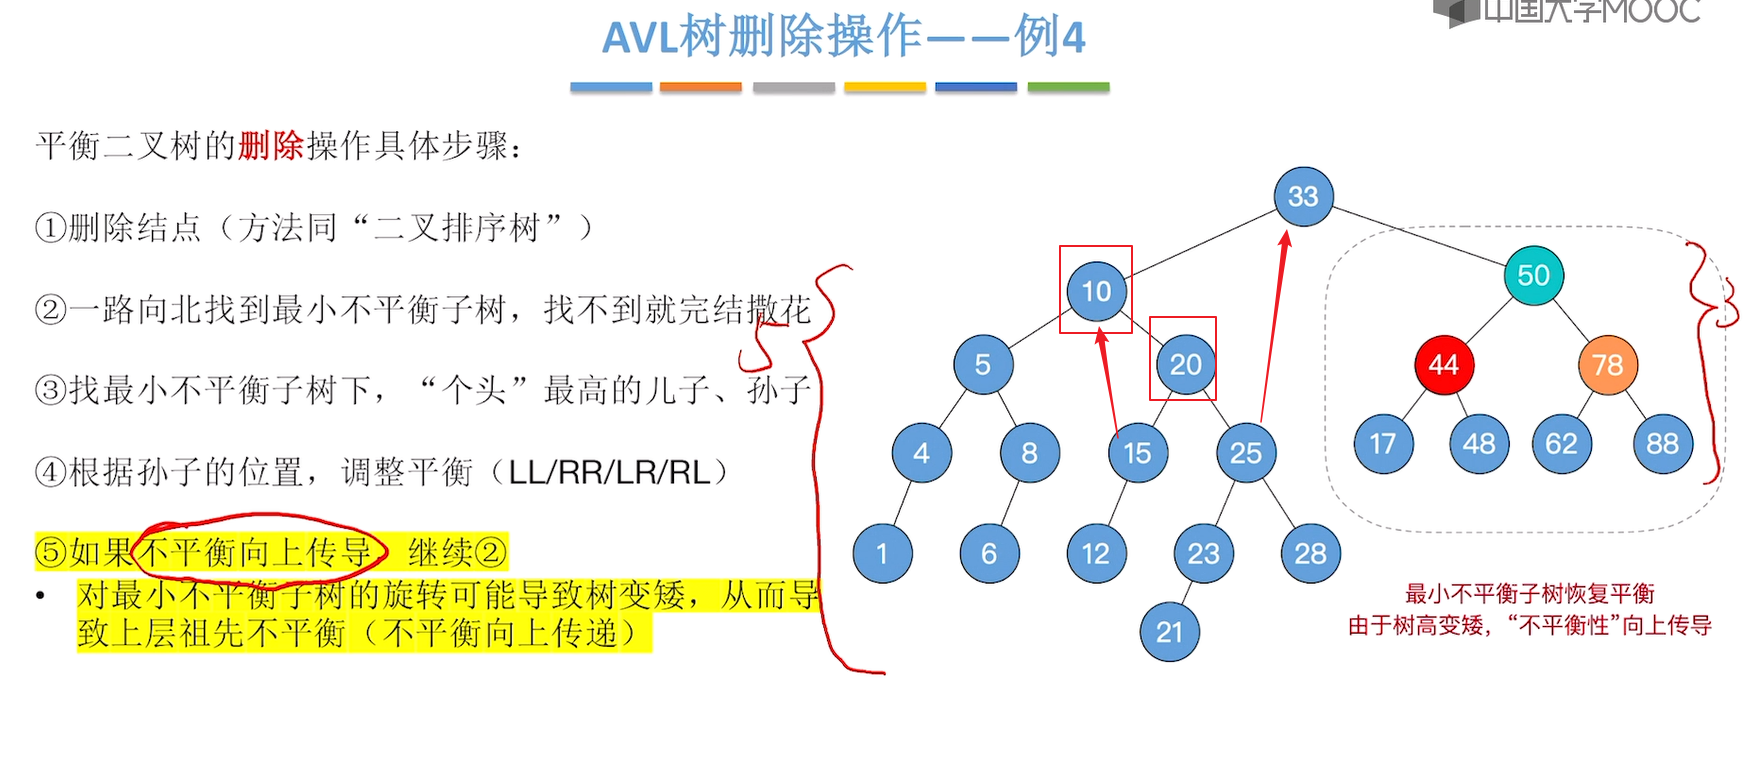 中国大学MOOC
AVL树删除操作——例4
平衡二叉树的删除操作具体步骤：
①删除结点（方法同“二叉排序树”）
②一路向北找到最小不平衡子树，找不到就完结撒花
③找最小不平衡子树下，“个头”最高的儿子、孙子
④根据孙子的位置，调整平衡（LL/RR/LR/RL）
⑤如果不平衡向上传导，继续②
• 对最小不平衡子树的旋转可能导致树变矮，从而导
致上层祖先不平衡（不平衡向上传递）
5
33
10
50
3
5
20
44
78
4
8
15
25
17
48
62
88
1
6
12
23
28
21
最小不平衡子树恢复平衡
由于树高变矮，“不平衡性”向上传导